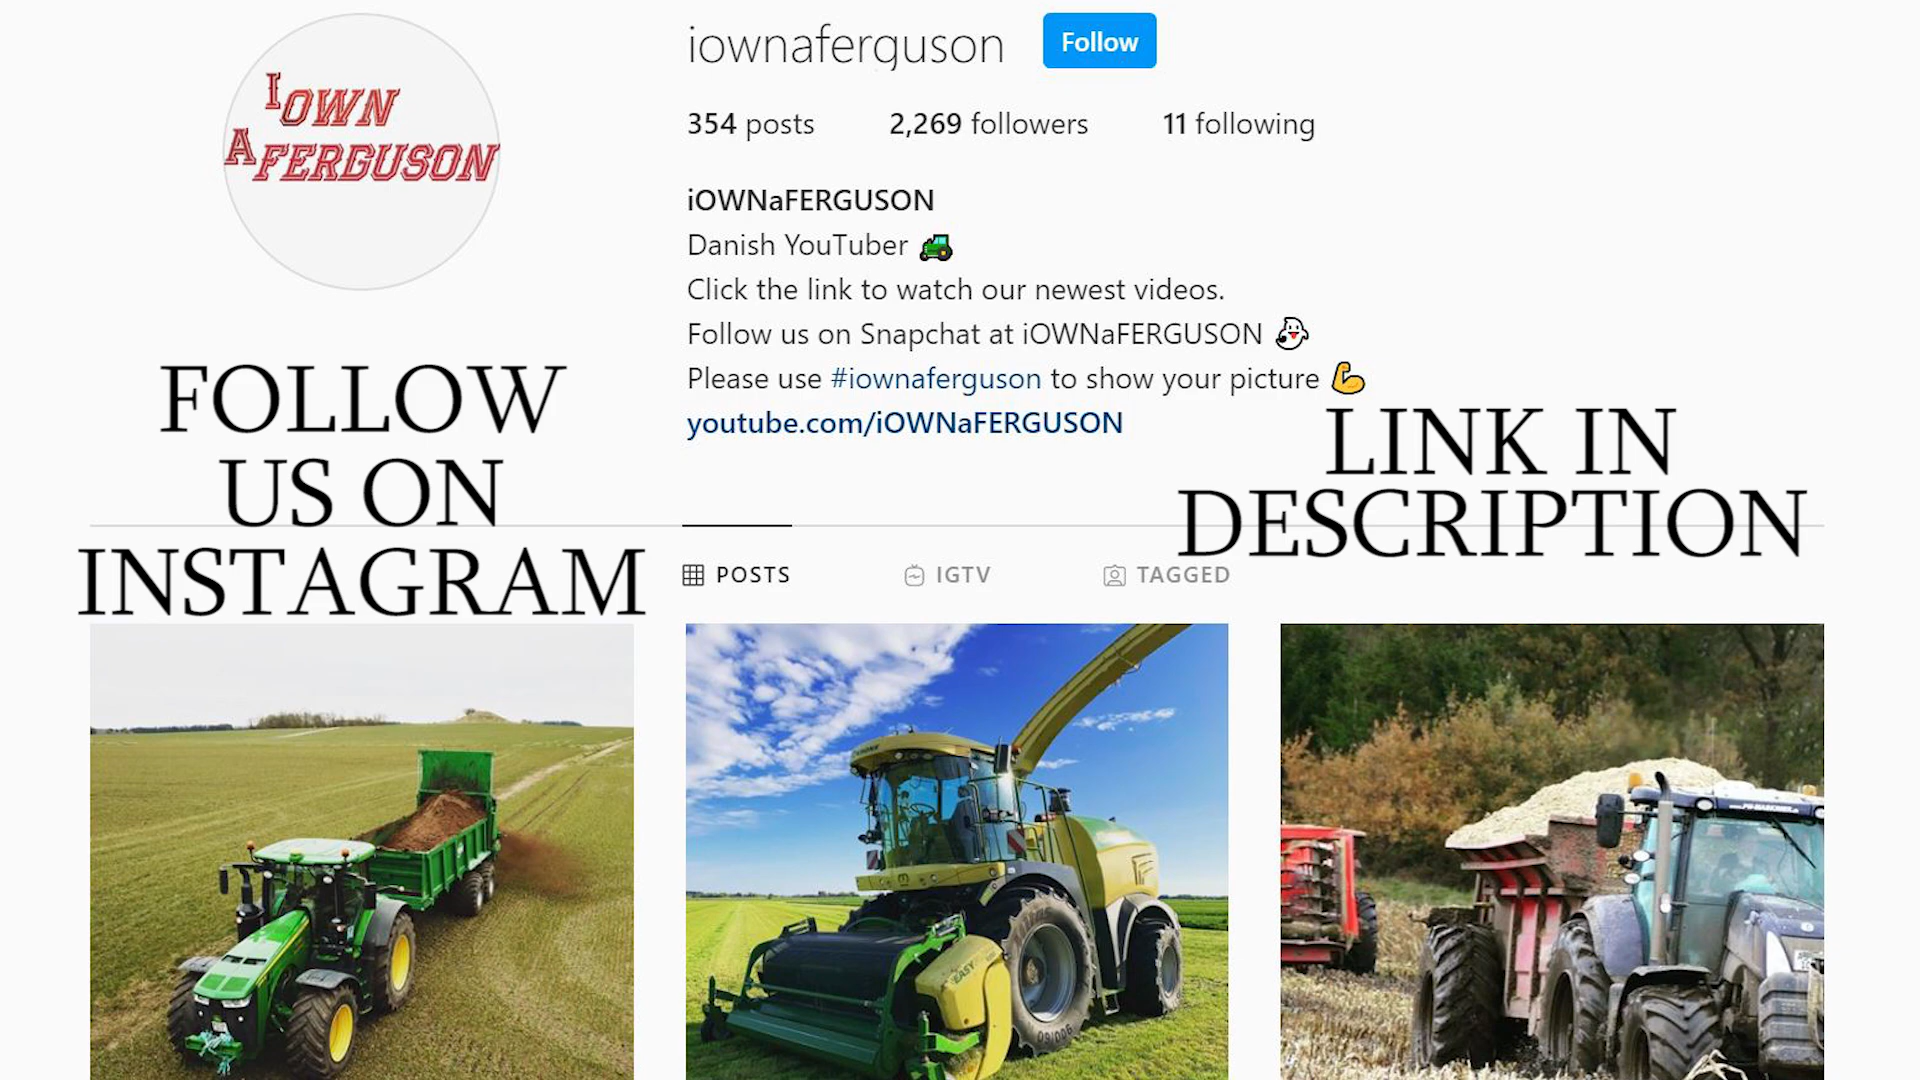 I OWN
A FERGUSON
iownaferguson
Follow
354 posts
2,269 followers
11 following
iOWNaFERGUSON
Danish YouTuber
Click the link to watch our newest videos.
Follow us on Snapchat at iOWNaFERGUSON
Please use #iownaferguson to show your picture
youtube.com/iOWNaFERGUSON
FOLLOW
US ON
INSTAGRAM
LINK IN
DESCRIPTION
POSTS
IGTV
TAGGED
EASY